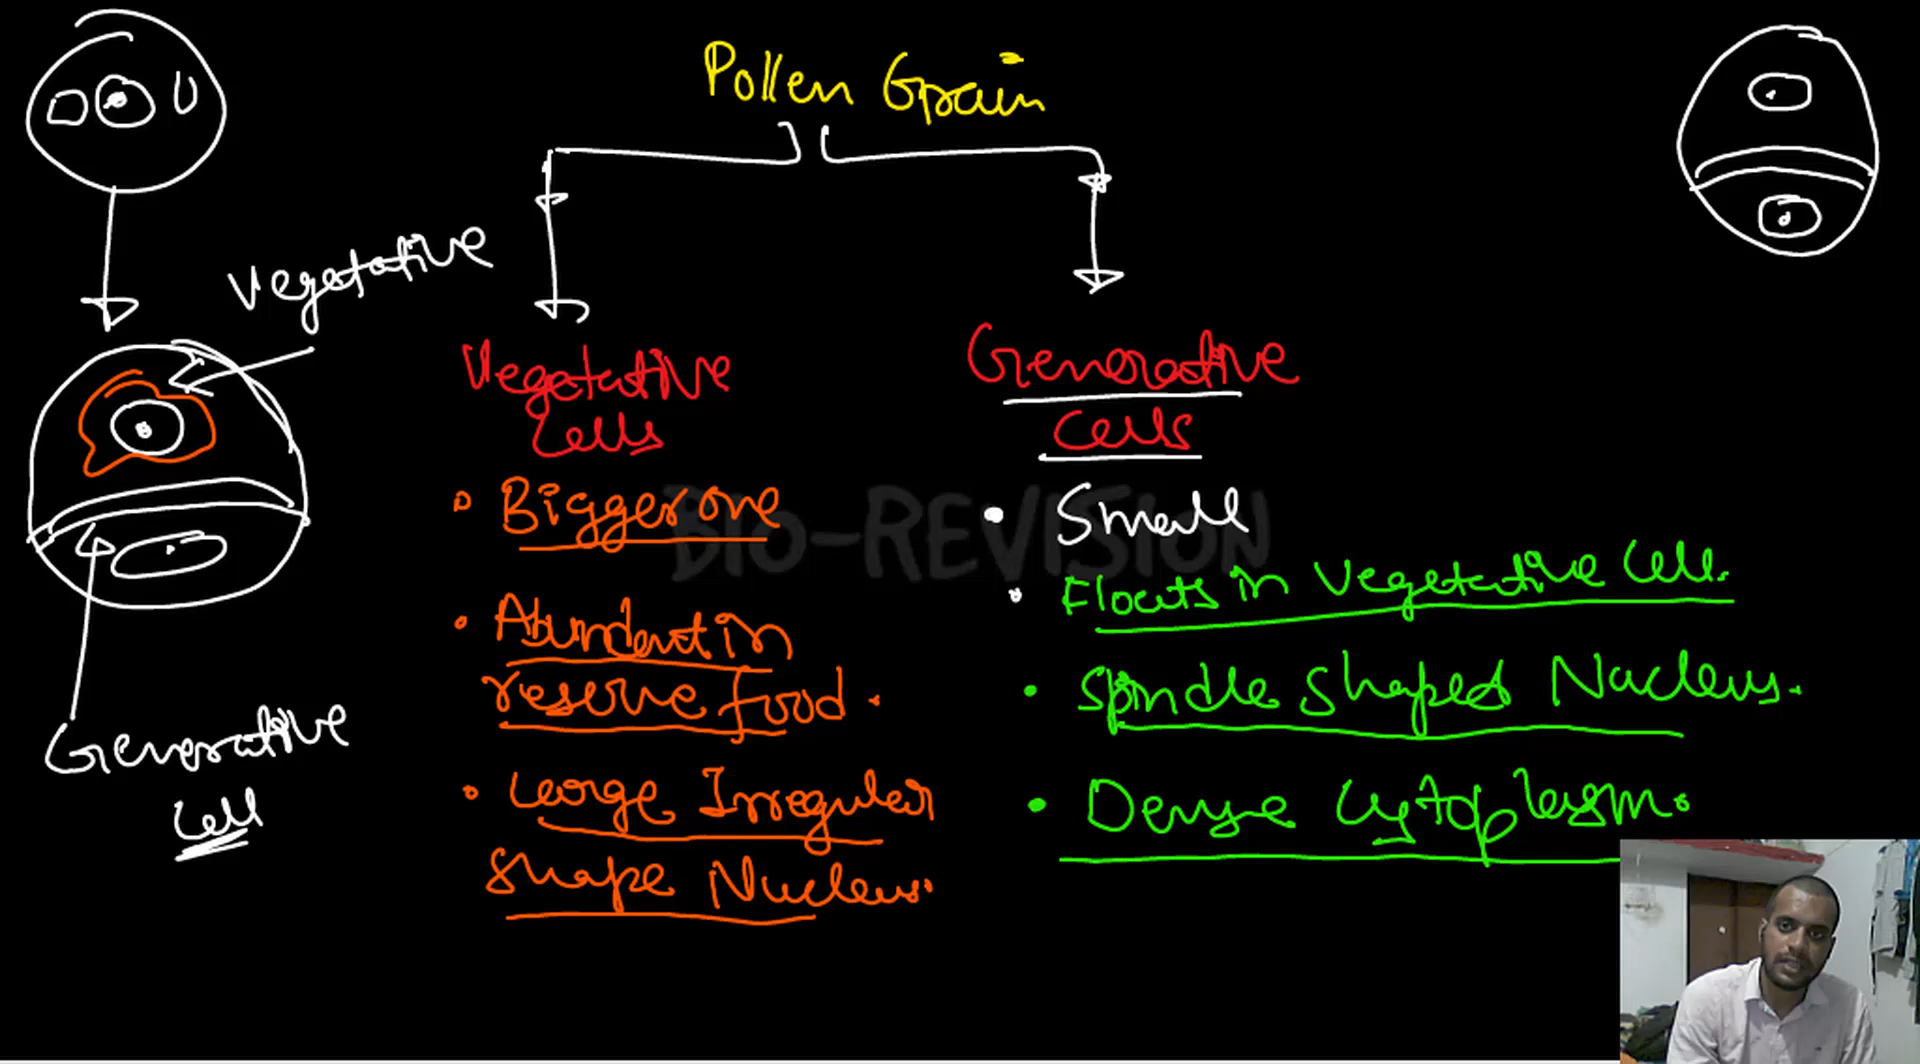 Pollen Grain
Vegetative
Vegetative
Cells
Generative
Cells
Bigger one
Small
BIO-REVISION
Floats in Vegetative Cell.
Abundant in
reserve food.
Spindle Shaped Nucleus.
Generative
Cell
Large Irregular
Shape Nucleus.
Dense Cytoplasm.